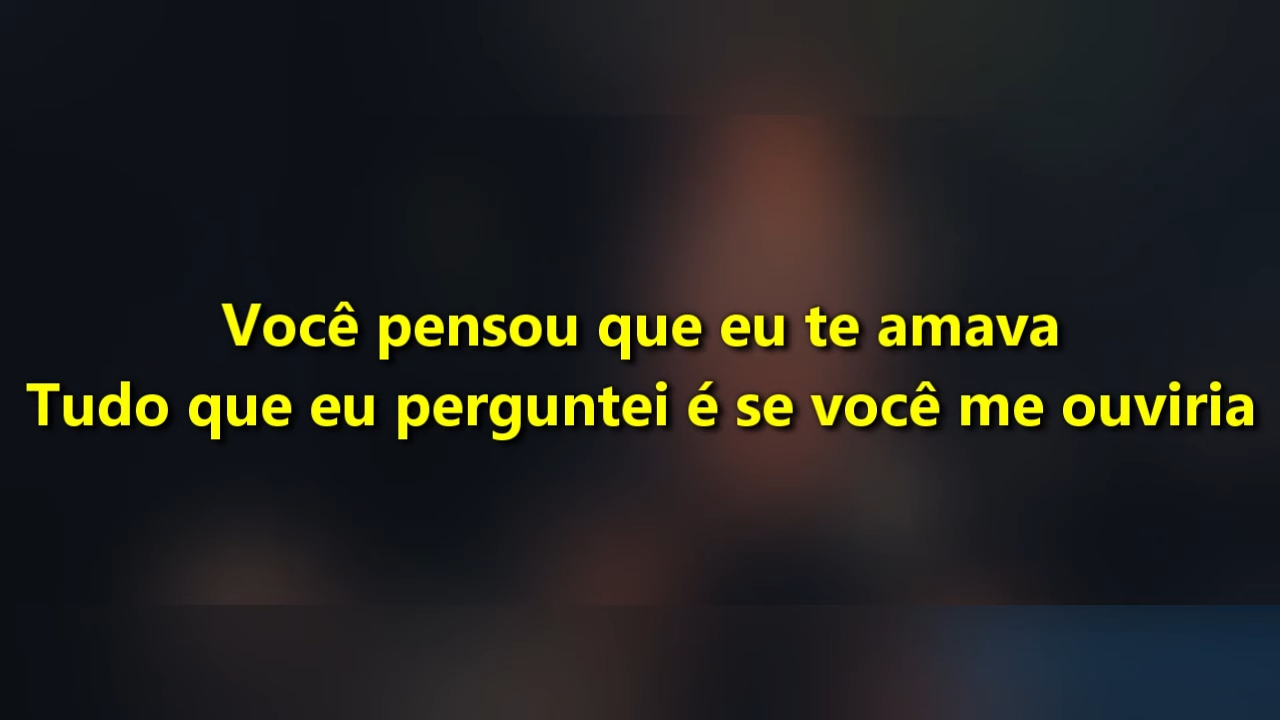 Você pensou que eu te amava
Tudo que eu perguntei é se você me ouviria